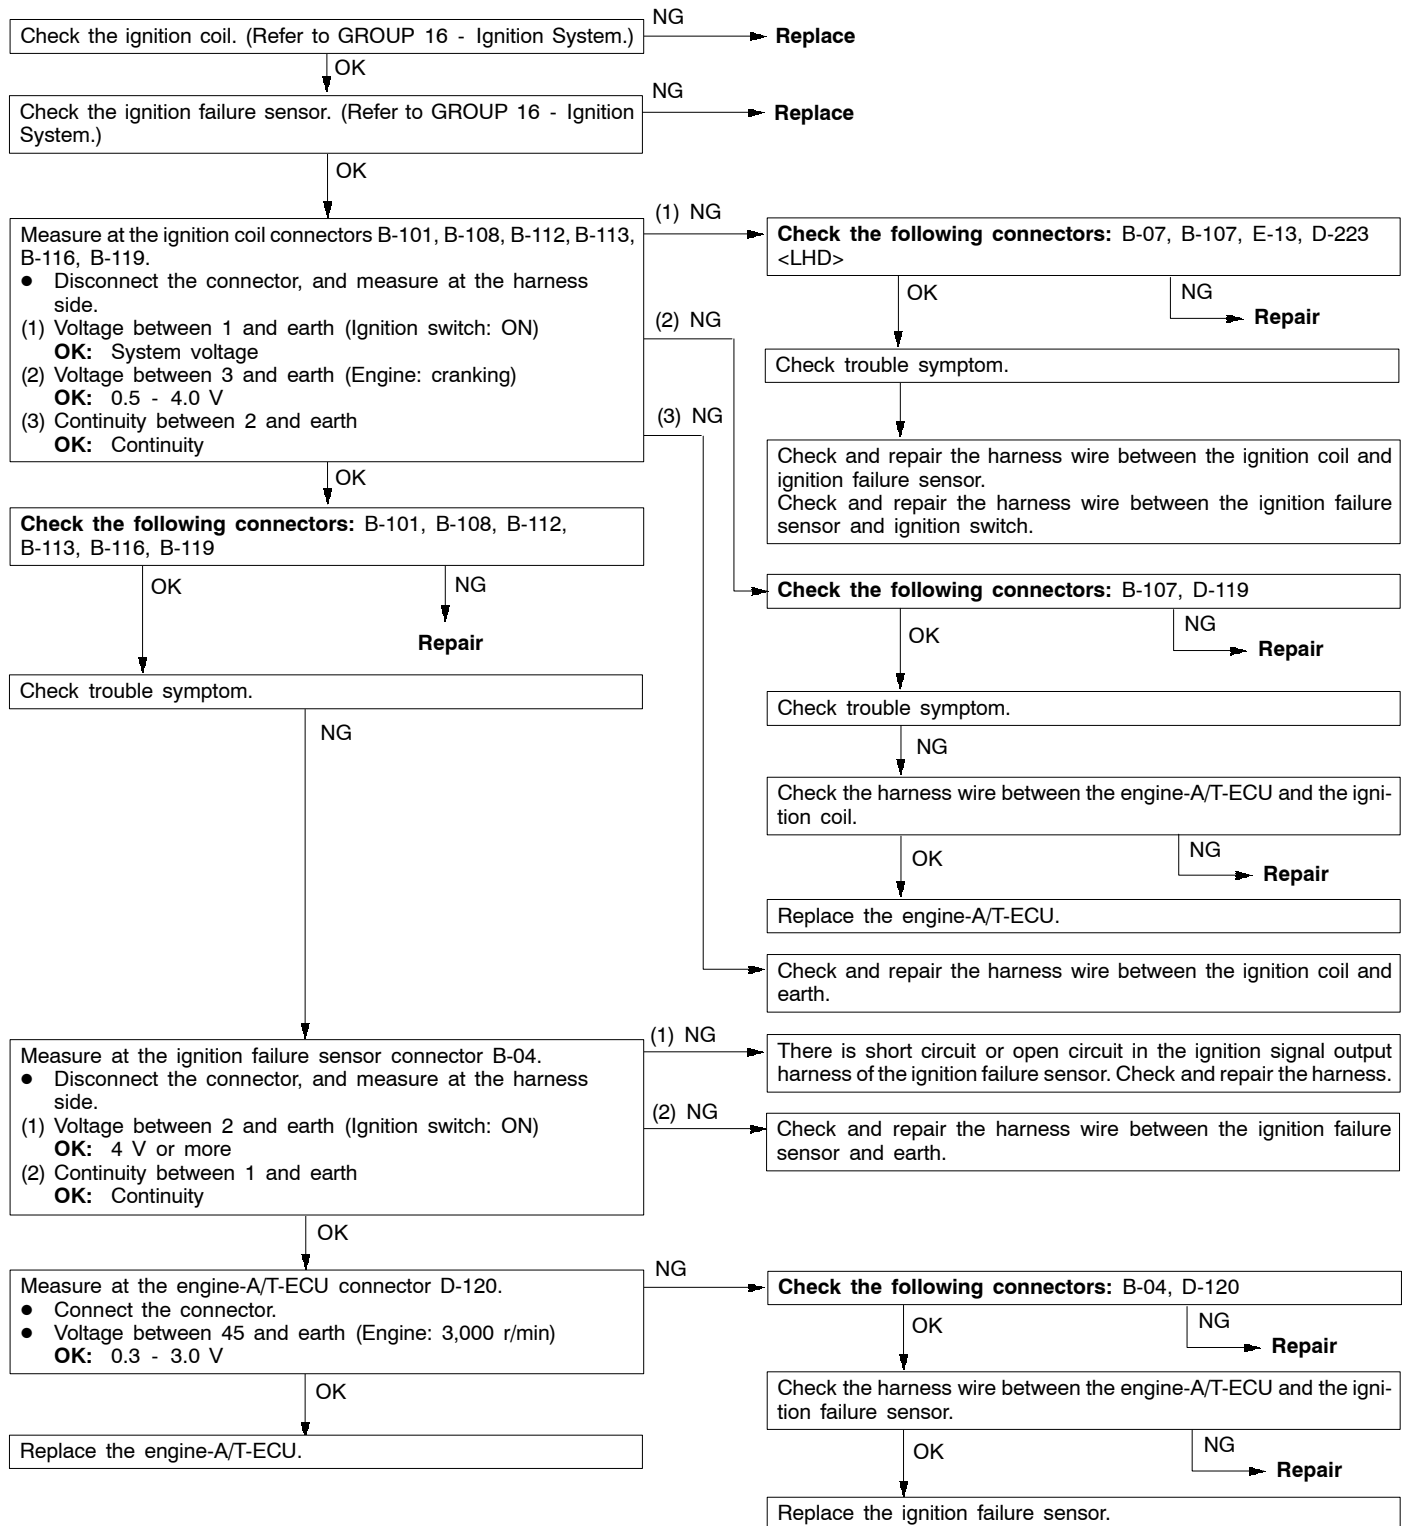 Check the ignition coil. (Refer to GROUP 16 - Ignition System.)
NG
Replace
OK
Check the ignition failure sensor. (Refer to GROUP 16 - Ignition
System.)
NG
Replace
OK
Measure at the ignition coil connectors B-101, B-108, B-112, B-113,
B-116, B-119.
● Disconnect the connector, and measure at the harness
side.
(1) Voltage between 1 and earth (Ignition switch: ON)
OK: System voltage
(2) Voltage between 3 and earth (Engine: cranking)
OK: 0.5 - 4.0 V
(3) Continuity between 2 and earth
OK: Continuity
(1) NG
(2) NG
(3) NG
Check the following connectors: B-07, B-107, E-13, D-223
<LHD>
OK
NG
Repair
Check trouble symptom.
Check and repair the harness wire between the ignition coil and
ignition failure sensor.
Check and repair the harness wire between the ignition failure
sensor and ignition switch.
OK
Check the following connectors: B-101, B-108, B-112,
B-113, B-116, B-119
OK
NG
Repair
Check trouble symptom.
NG
Check the following connectors: B-107, D-119
OK
NG
Repair
Check trouble symptom.
NG
Check the harness wire between the engine-A/T-ECU and the igni-
tion coil.
OK
NG
Repair
Replace the engine-A/T-ECU.
Check and repair the harness wire between the ignition coil and
earth.
Measure at the ignition failure sensor connector B-04.
● Disconnect the connector, and measure at the harness
side.
(1) Voltage between 2 and earth (Ignition switch: ON)
OK: 4 V or more
(2) Continuity between 1 and earth
OK: Continuity
(1) NG
There is short circuit or open circuit in the ignition signal output
harness of the ignition failure sensor. Check and repair the harness.
(2) NG
Check and repair the harness wire between the ignition failure
sensor and earth.
OK
Measure at the engine-A/T-ECU connector D-120.
● Connect the connector.
● Voltage between 45 and earth (Engine: 3,000 r/min)
OK: 0.3 - 3.0 V
NG
Check the following connectors: B-04, D-120
OK
NG
Repair
Check the harness wire between the engine-A/T-ECU and the igni-
tion failure sensor.
OK
NG
Repair
Replace the ignition failure sensor.
OK
Replace the engine-A/T-ECU.